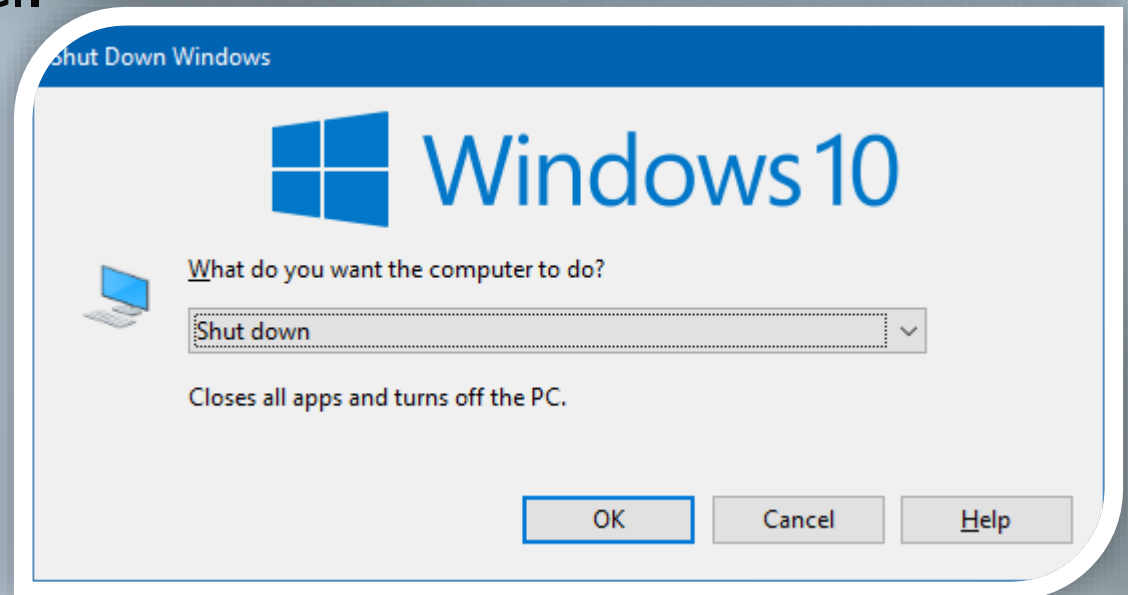 Shut Down Windows
Windows 10
What do you want the computer to do?
Shut down
Closes all apps and turns off the PC.
OK Cancel Help